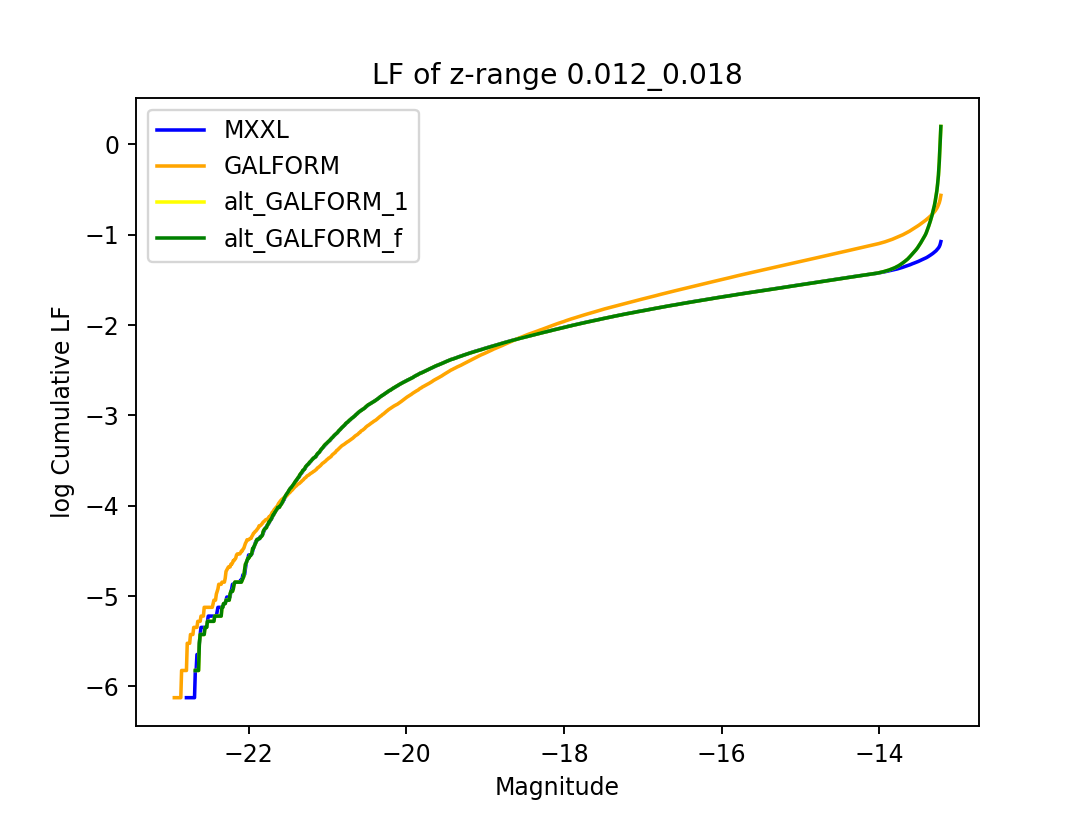 LF of z-range 0.012_0.018
MXXL
GALFORM
alt_GALFORM_1
alt_GALFORM_f
log Cumulative LF
0
−1
−2
−3
−4
−5
−6
−22
−20
−18
−16
−14
Magnitude